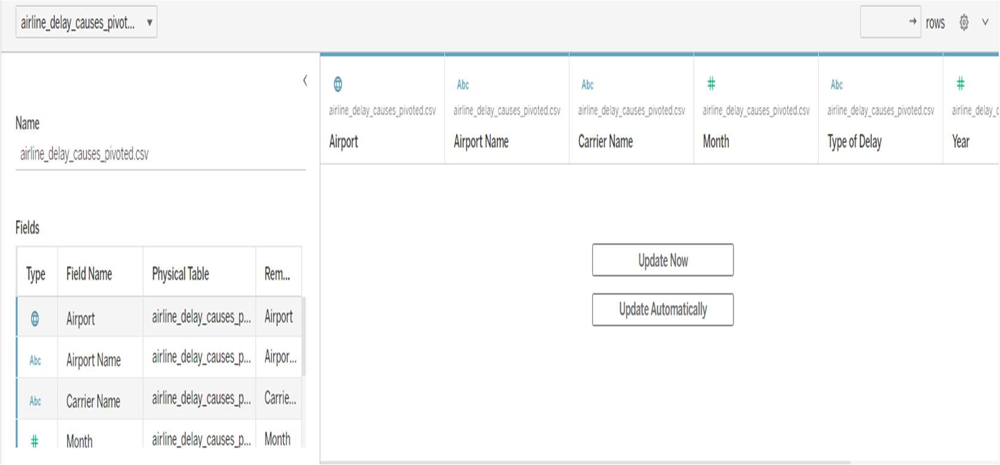 airline_delay_causes_pivot... rows
Name
airline_delay_causes_pivoted.csv
Fields
Type Field Name Physical Table Rem...
Airport airline_delay_causes_p... Airport
Abc Airport Name airline_delay_causes_p... Airpor...
Abc Carrier Name airline_delay_causes_p... Carrie...
# Month airline_delay_causes_p... Month
Abc Abc # Abc #
airline_delay_causes_pivoted.csv airline_delay_causes_pivoted.csv airline_delay_causes_pivoted.csv airline_delay_causes_pivoted.csv airline_delay_causes_pivoted.csv airline_delay_c
Airport Airport Name Carrier Name Month Type of Delay Year
Update Now
Update Automatically